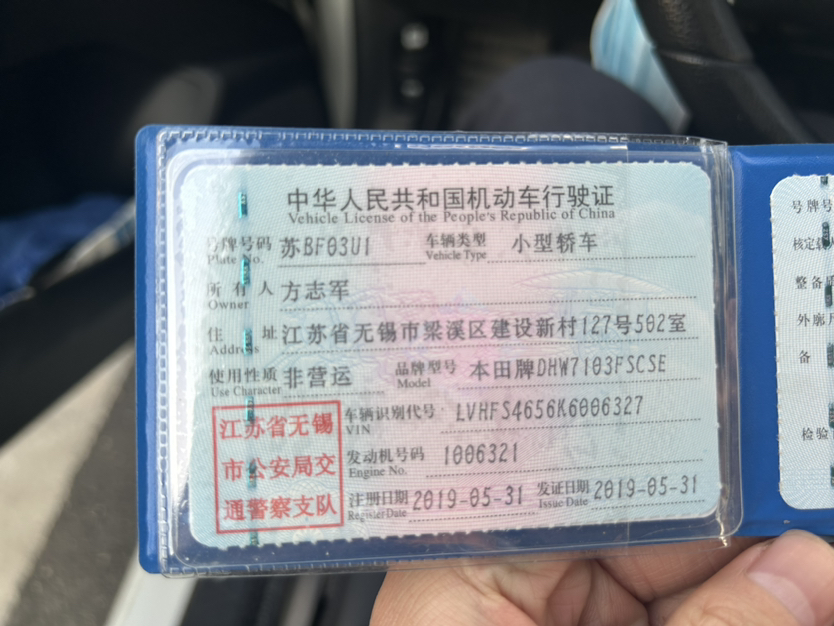 中华人民共和国机动车行驶证
Vehicle License of the People's Republic of China
号牌号码 苏BF03U1 车辆类型 小型轿车
Plate No. Vehicle Type
所有人 方志军
Owner
住址 江苏省无锡市梁溪区建设新村127号502室
Address
使用性质 非营运 品牌型号 本田牌DHW7103FSCSE
Use Character Model
江苏省无锡
市公安局交
通警察支队
车辆识别代号 LVHFS4656K6006327
VIN
发动机号码 1006321
Engine No.
注册日期 2019-05-31 发证日期 2019-05-31
Register Date Issue Date
号牌号
核定
整备
外廓
备
检验